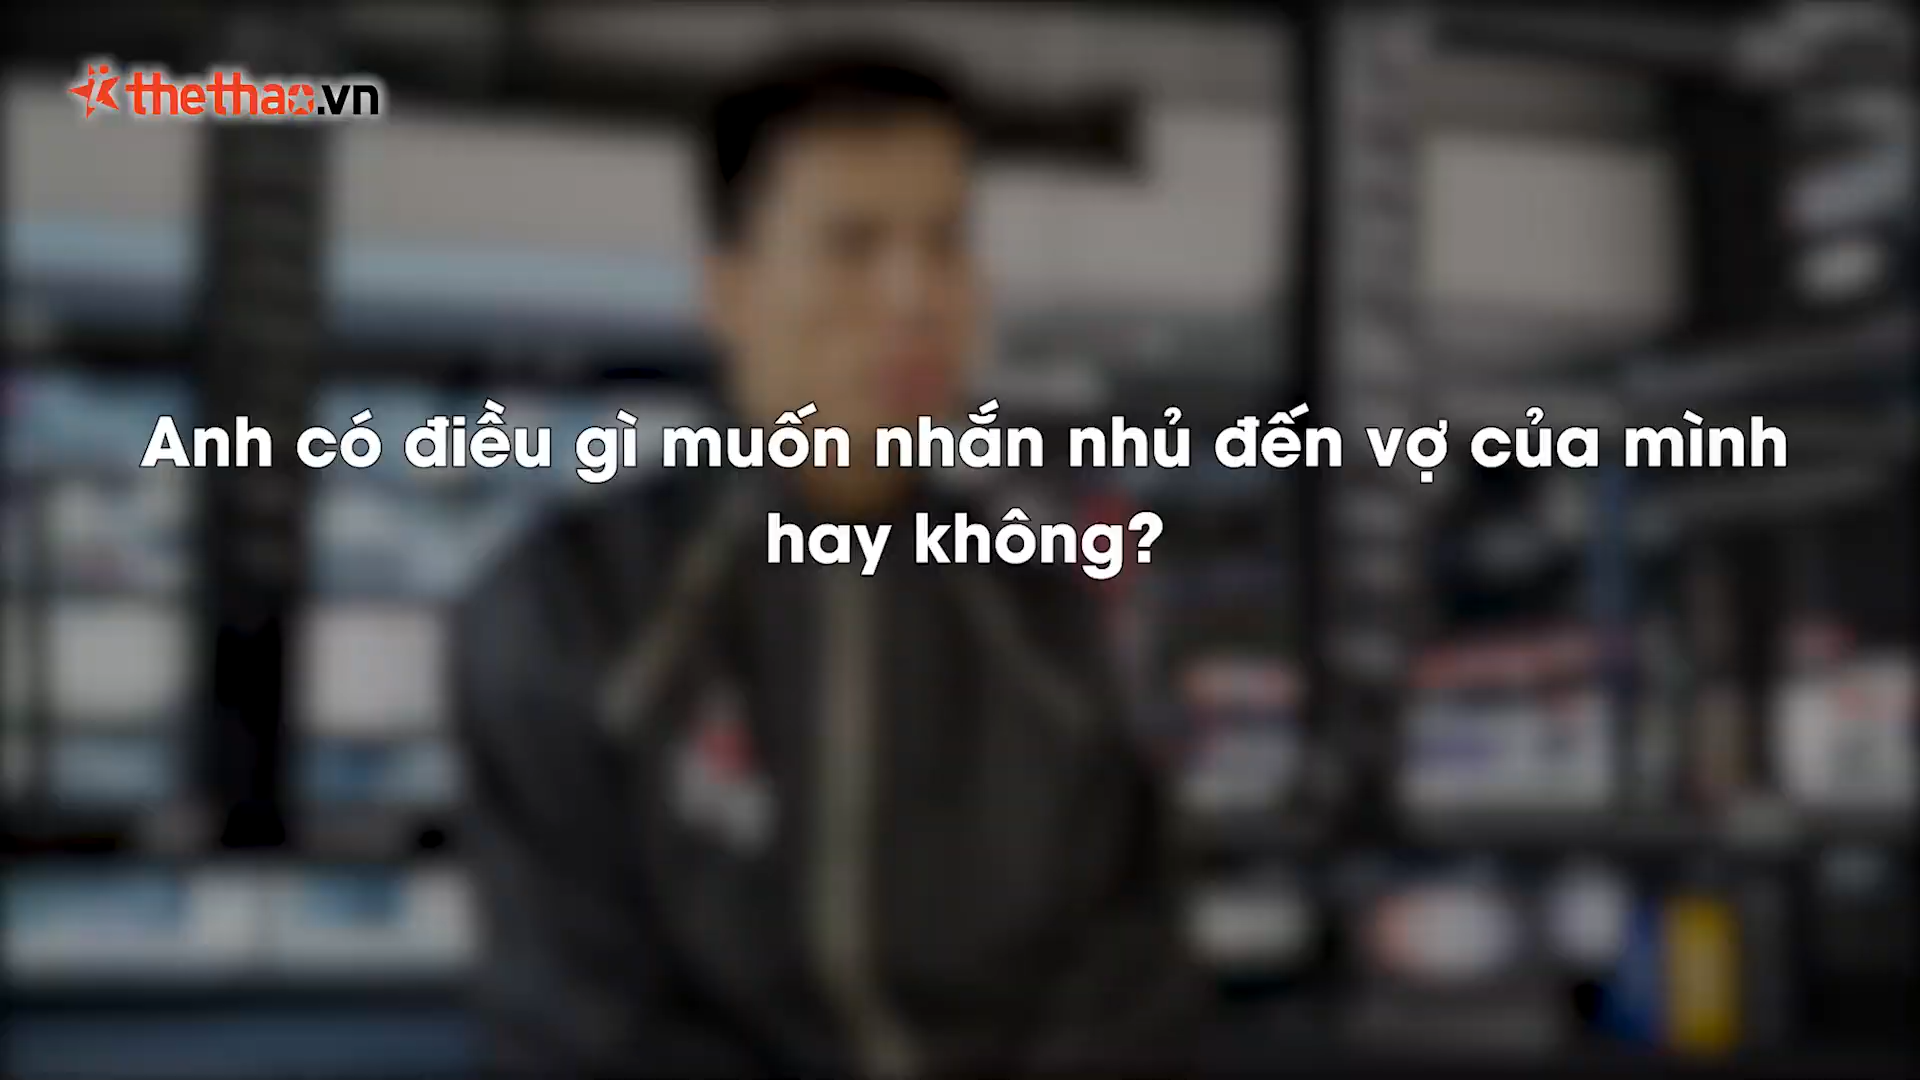 thethao.vn
Anh có điều gì muốn nhắn nhủ đến vợ của mình
hay không?